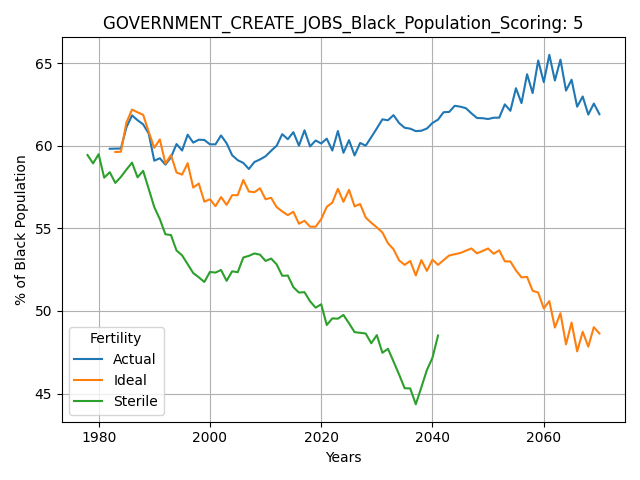 GOVERNMENT_CREATE_JOBS_Black_Population_Scoring: 5
% of Black Population
65
60
55
50
45
Fertility
Actual
Ideal
Sterile
1980
2000
2020
2040
2060
Years